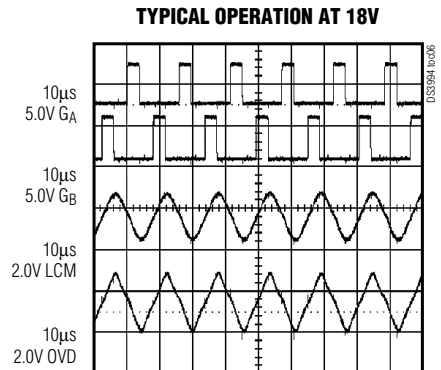 TYPICAL OPERATION AT 18V
DS3994 toc06
10μs
5.0V GA
10μs
5.0V GB
10μs
2.0V LCM
10μs
2.0V OVD